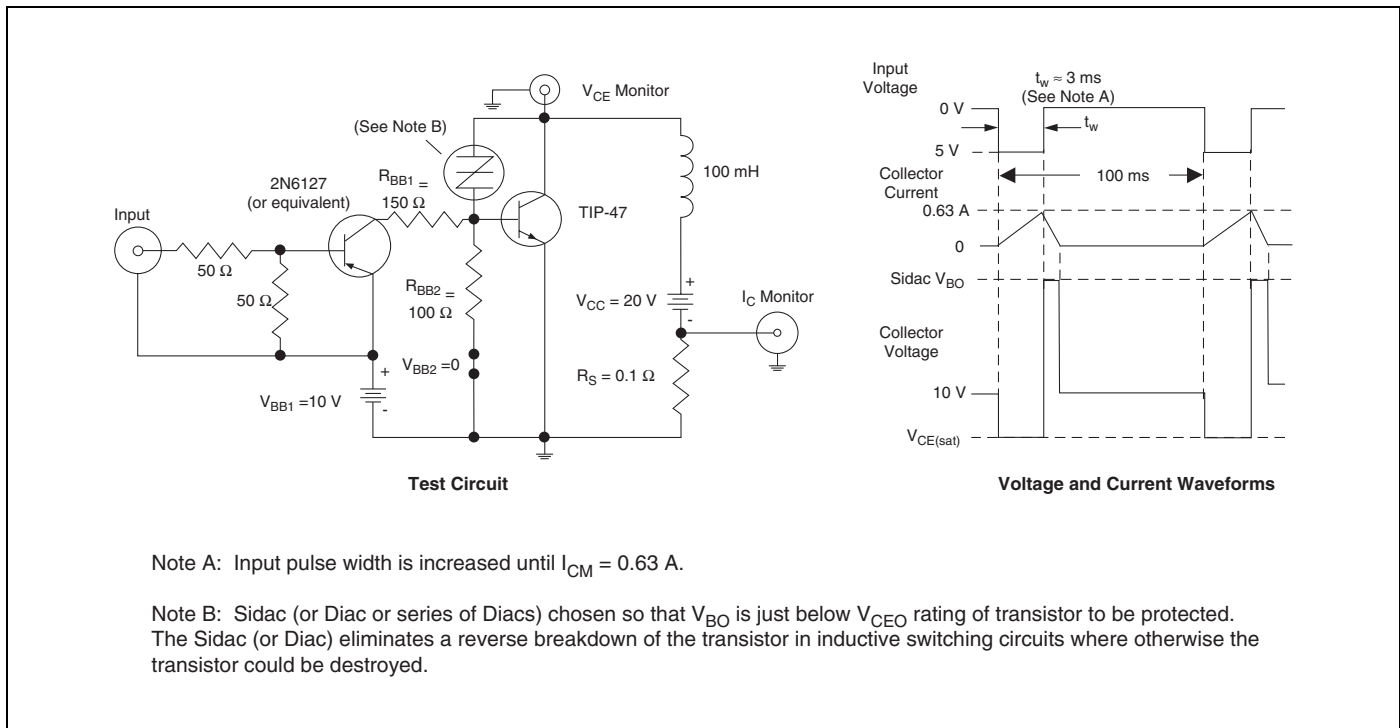 V_CE Monitor
(See Note B)
R_BB1 =
150 Ω
2N6127
(or equivalent)
Input
50 Ω
50 Ω
TIP-47
100 mH
R_BB2 =
100 Ω
V_CC = 20 V
+
-
I_C Monitor
V_BB2 =0
R_S = 0.1 Ω
V_BB1 =10 V
+
-
Test Circuit
Input
Voltage
t_w ≈ 3 ms
(See Note A)
0 V
t_w
5 V
Collector
Current
100 ms
0.63 A
0
Sidac V_BO
Collector
Voltage
10 V
V_CE(sat)
Voltage and Current Waveforms
Note A: Input pulse width is increased until I_CM = 0.63 A.
Note B: Sidac (or Diac or series of Diacs) chosen so that V_BO is just below V_CEO rating of transistor to be protected.
The Sidac (or Diac) eliminates a reverse breakdown of the transistor in inductive switching circuits where otherwise the
transistor could be destroyed.